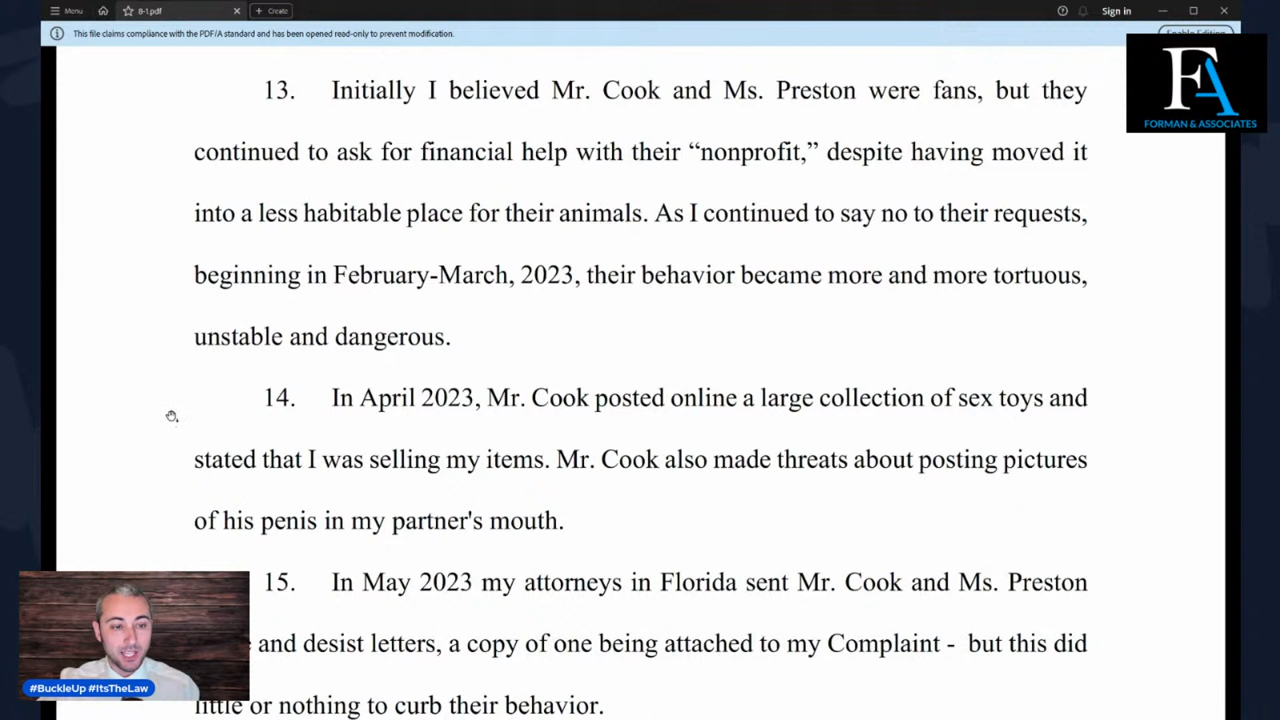 Menu
8-1.pdf
Create
Sign in
This file claims compliance with the PDF/A standard and has been opened read-only to prevent modification.
Enable Editing
FA
FORMAN & ASSOCIATES
13. Initially I believed Mr. Cook and Ms. Preston were fans, but they
continued to ask for financial help with their “nonprofit,” despite having moved it
into a less habitable place for their animals. As I continued to say no to their requests,
beginning in February-March, 2023, their behavior became more and more tortuous,
unstable and dangerous.
14. In April 2023, Mr. Cook posted online a large collection of sex toys and
stated that I was selling my items. Mr. Cook also made threats about posting pictures
of his penis in my partner's mouth.
15. In May 2023 my attorneys in Florida sent Mr. Cook and Ms. Preston
and desist letters, a copy of one being attached to my Complaint - but this did
little or nothing to curb their behavior.
#BuckleUp #ItsTheLaw